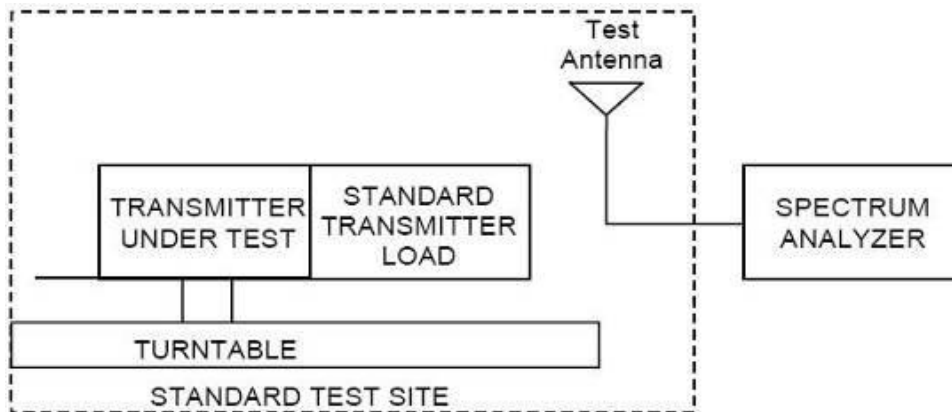 Test
Antenna
TRANSMITTER
UNDER TEST
STANDARD
TRANSMITTER
LOAD
SPECTRUM
ANALYZER
TURNTABLE
STANDARD TEST SITE